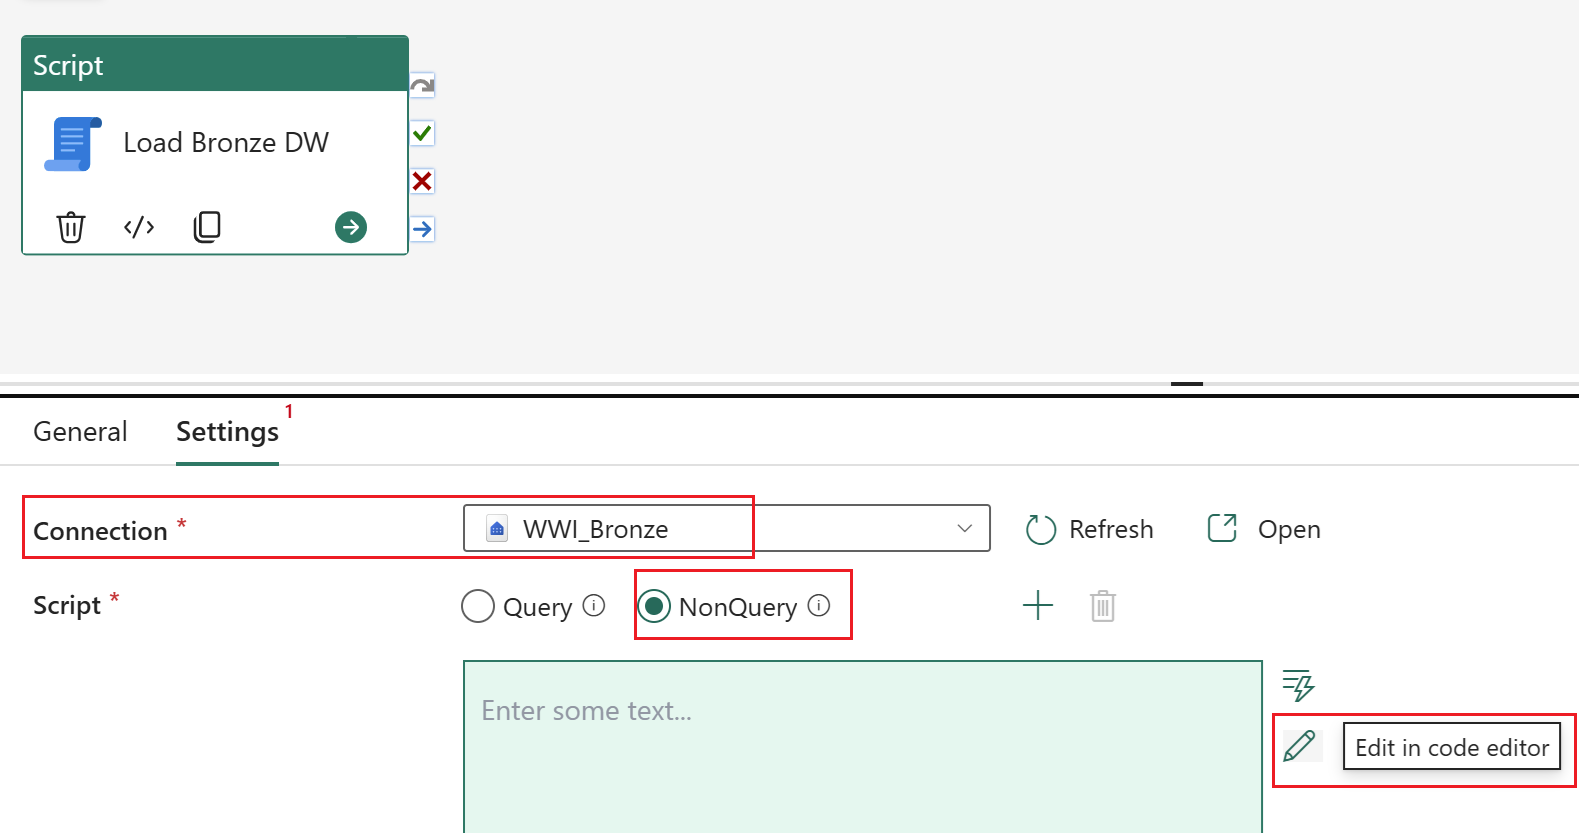 Script
Load Bronze DW
General
Settings
1
Connection *
WWI_Bronze
Refresh
Open
Script *
Query
NonQuery
Enter some text...
Edit in code editor